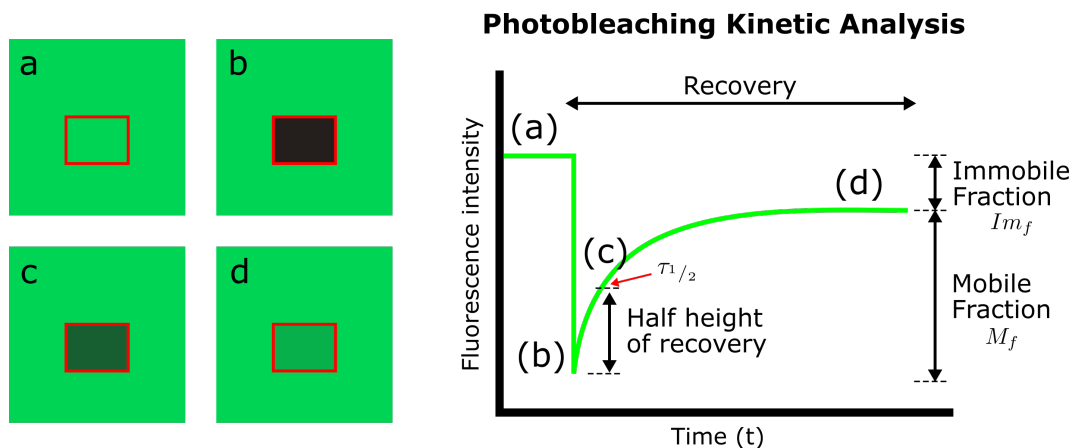 Photobleaching Kinetic Analysis
a
b
c
d
Fluorescence intensity
Recovery
(a)
(b)
(c)
(d)
τ1/2
Half height
of recovery
Immobile
Fraction
Imf
Mobile
Fraction
Mf
Time (t)